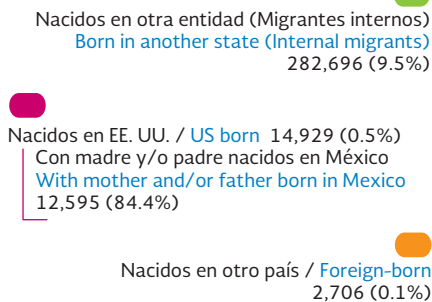 Nacidos en otra entidad (Migrantes internos)
Born in another state (Internal migrants)
282,696 (9.5%)
Nacidos en EE. UU. / US born 14,929 (0.5%)
Con madre y/o padre nacidos en México
With mother and/or father born in Mexico
12,595 (84.4%)
Nacidos en otro país / Foreign-born
2,706 (0.1%)